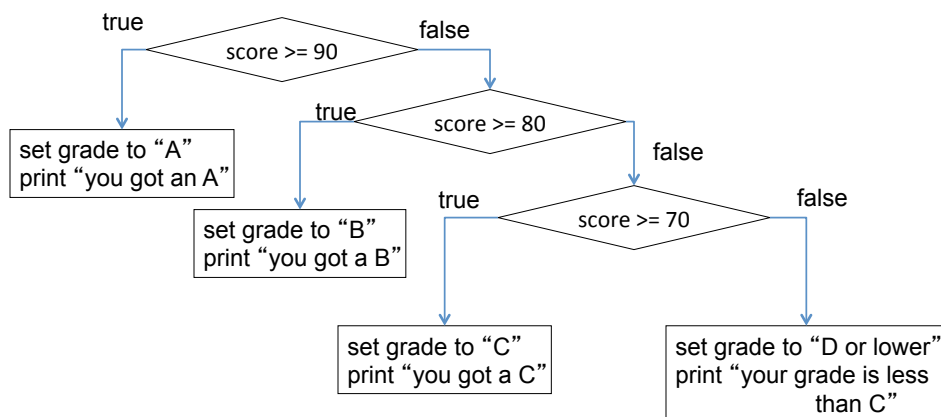 true
score >= 90
false
true
score >= 80
set grade to “A”
print “you got an A”
false
true
score >= 70
false
set grade to “B”
print “you got a B”
set grade to “C”
print “you got a C”
set grade to “D or lower”
print “your grade is less
than C”